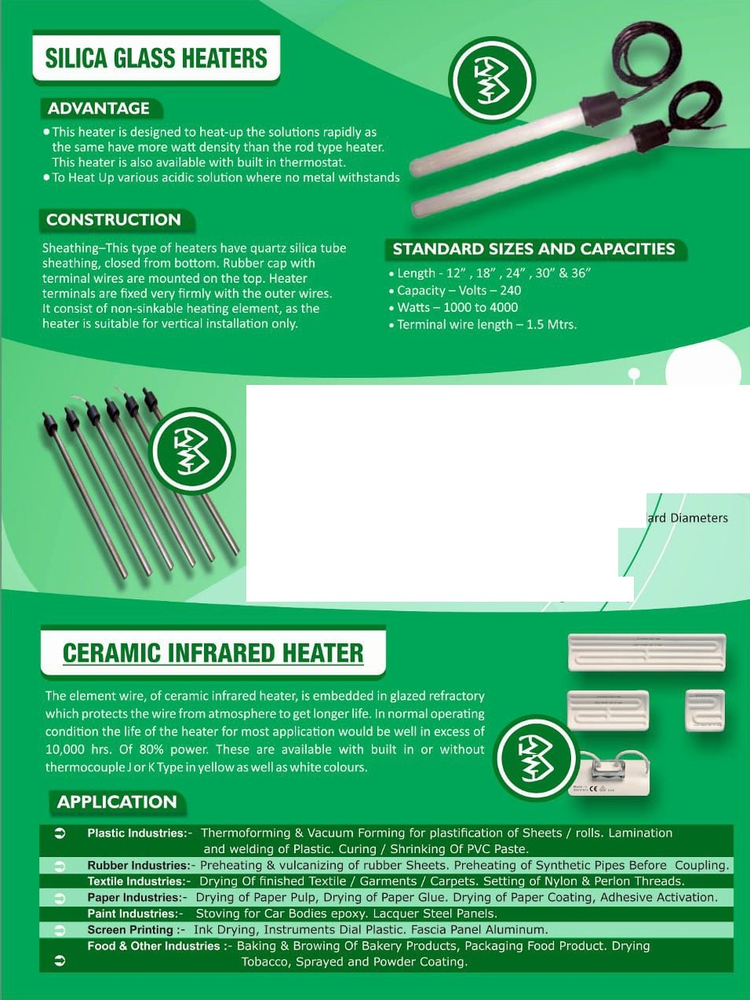 SILICA GLASS HEATERS
ADVANTAGE
• This heater is designed to heat-up the solutions rapidly as
the same have more watt density than the rod type heater.
This heater is also available with built in thermostat.
• To Heat Up various acidic solution where no metal withstands
CONSTRUCTION
Sheathing–This type of heaters have quartz silica tube
sheathing, closed from bottom. Rubber cap with
terminal wires are mounted on the top. Heater
terminals are fixed very firmly with the outer wires.
It consist of non-sinkable heating element, as the
heater is suitable for vertical installation only.
STANDARD SIZES AND CAPACITIES
• Length - 12” , 18” , 24” , 30” & 36”
• Capacity – Volts – 240
• Watts – 1000 to 4000
• Terminal wire length – 1.5 Mtrs.
Diameters
CERAMIC INFRARED HEATER
The element wire, of ceramic infrared heater, is embedded in glazed refractory
which protects the wire from atmosphere to get longer life. In normal operating
condition the life of the heater for most application would be well in excess of
10,000 hrs. Of 80% power. These are available with built in or without
thermocouple J or K Type in yellow as well as white colours.
APPLICATION
Plastic Industries:- Thermoforming & Vacuum Forming for plastification of Sheets / rolls. Lamination
and welding of Plastic. Curing / Shrinking Of PVC Paste.
Rubber Industries:- Preheating & vulcanizing of rubber Sheets. Preheating of Synthetic Pipes Before Coupling.
Textile Industries:- Drying Of finished Textile / Garments / Carpets. Setting of Nylon & Perlon Threads.
Paper Industries:- Drying of Paper Pulp, Drying of Paper Glue. Drying of Paper Coating, Adhesive Activation.
Paint Industries:- Stoving for Car Bodies epoxy. Lacquer Steel Panels.
Screen Printing :- Ink Drying, Instruments Dial Plastic. Fascia Panel Aluminum.
Food & Other Industries :- Baking & Browing Of Bakery Products, Packaging Food Product. Drying
Tobacco, Sprayed and Powder Coating.